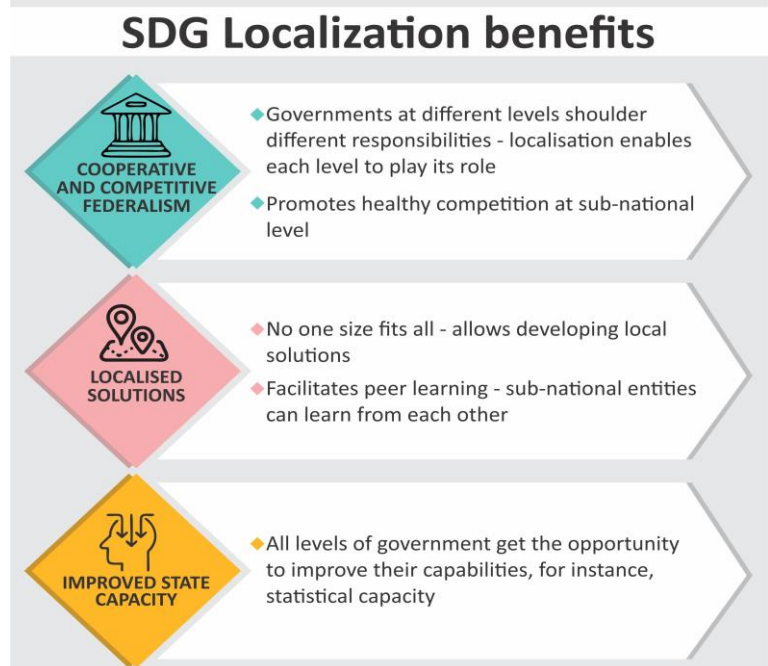 SDG Localization benefits
COOPERATIVE
AND COMPETITIVE
FEDERALISM
Governments at different levels shoulder
different responsibilities - localisation enables
each level to play its role
Promotes healthy competition at sub-national
level
LOCALISED
SOLUTIONS
No one size fits all - allows developing local
solutions
Facilitates peer learning - sub-national entities
can learn from each other
IMPROVED STATE
CAPACITY
All levels of government get the opportunity
to improve their capabilities, for instance,
statistical capacity